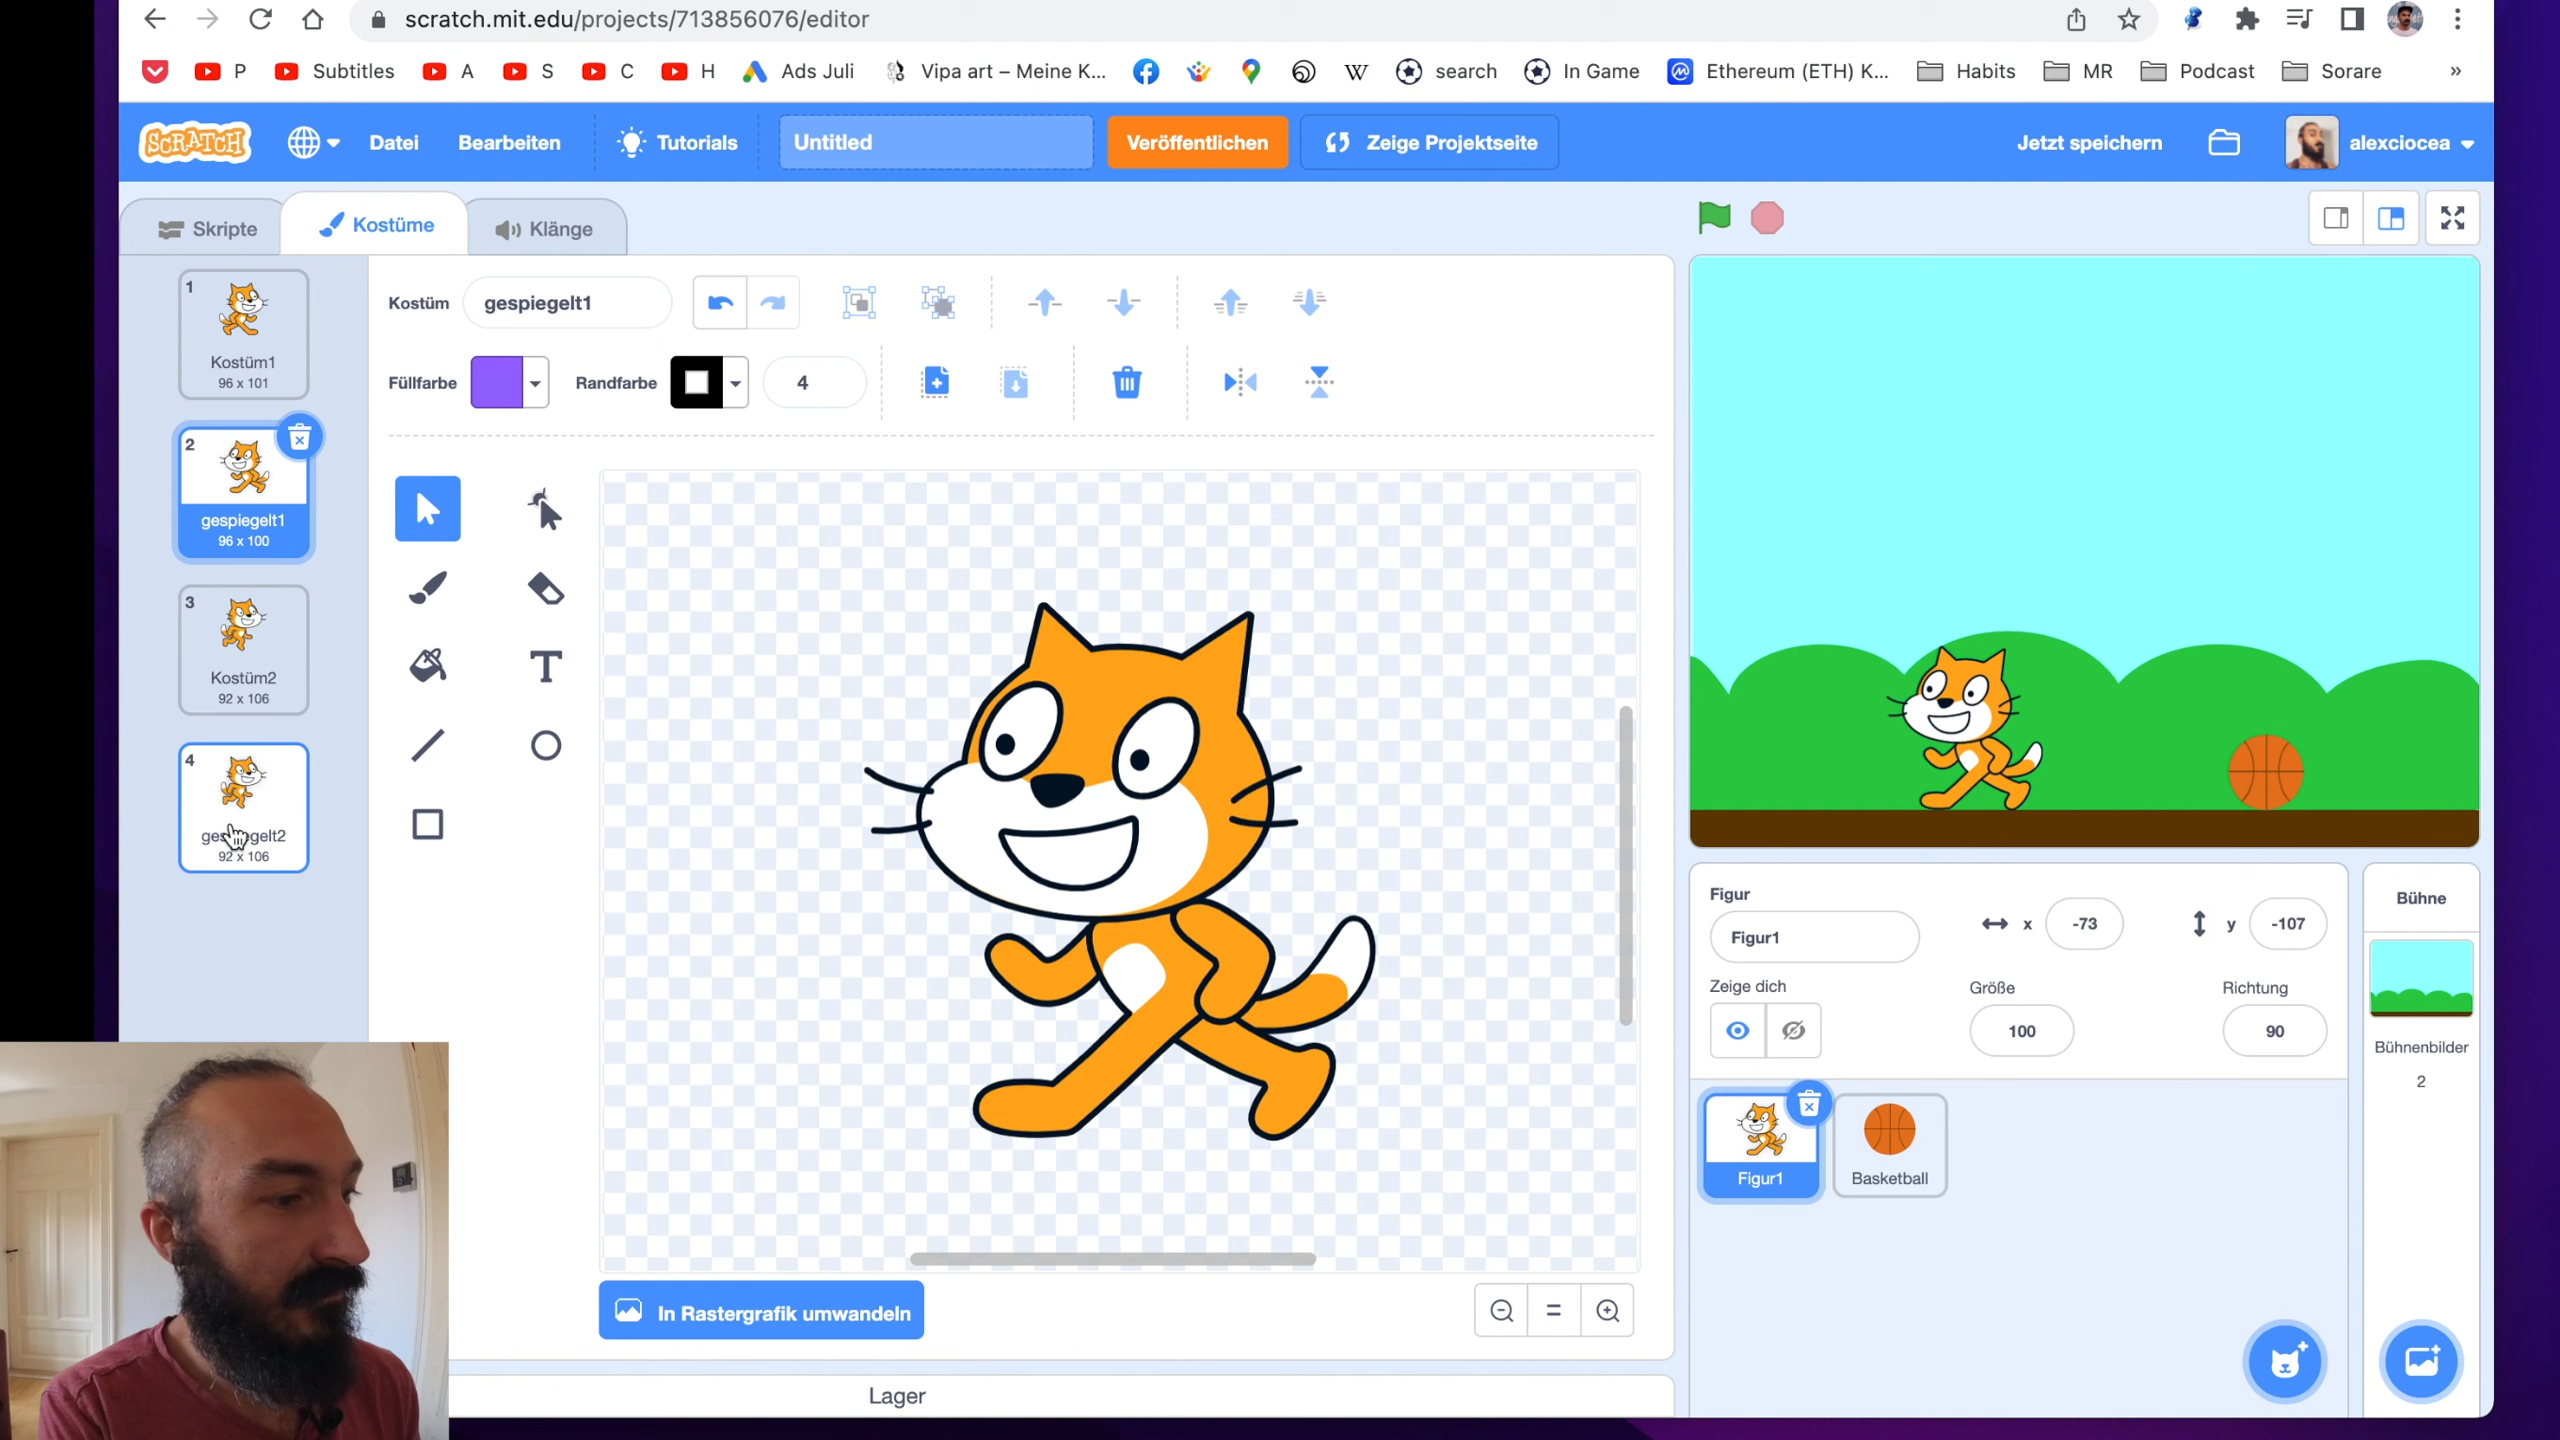 scratch.mit.edu/projects/713856076/editor
P Subtitles A S C H Ads Juli Vipa art – Meine K... W search In Game Ethereum (ETH) K... Habits MR Podcast Sorare »
SCRATCH Datei Bearbeiten Tutorials Untitled Veröffentlichen Zeige Projektseite Jetzt speichern alexciocea
Skripte Kostüme Klänge
1
Kostüm1
96 x 101
2
gespiegelt1
96 x 100
3
Kostüm2
92 x 106
4
gespiegelt2
92 x 106
Kostüm gespiegelt1
Füllfarbe Randfarbe 4
T
In Rastergrafik umwandeln
=
Lager
Figur
Figur1
x -73 y -107
Zeige dich Größe Richtung
100 90
Figur1 Basketball
Bühne
Bühnenbilder
2